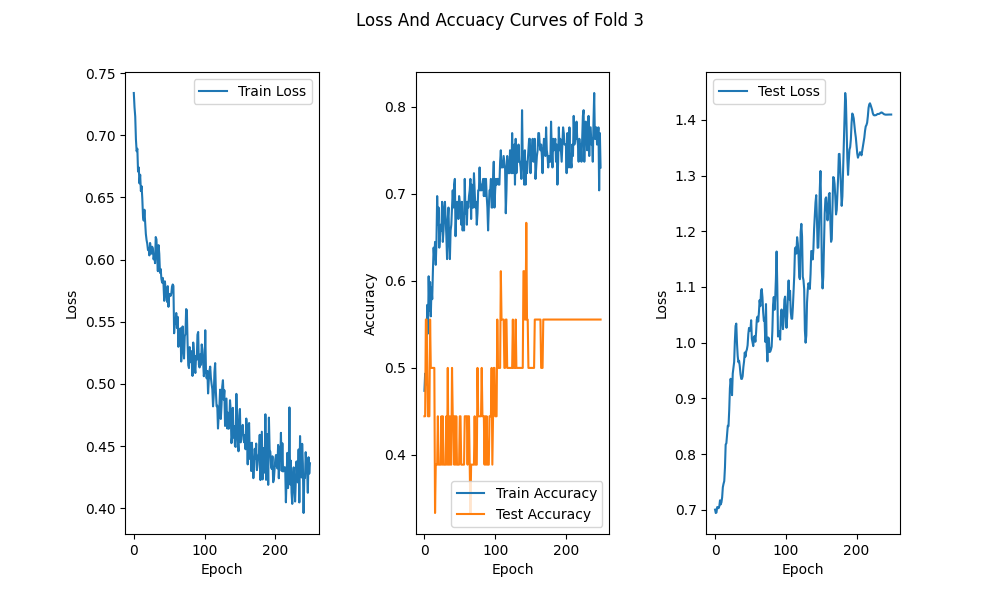 Loss And Accuacy Curves of Fold 3
Train Loss
0.75
0.70
0.65
0.60
0.55
0.50
0.45
0.40
Loss
0 100 200
Epoch
Train Accuracy
Test Accuracy
0.8
0.7
0.6
0.5
0.4
Accuracy
0 100 200
Epoch
Test Loss
1.4
1.3
1.2
1.1
1.0
0.9
0.8
0.7
Loss
0 100 200
Epoch